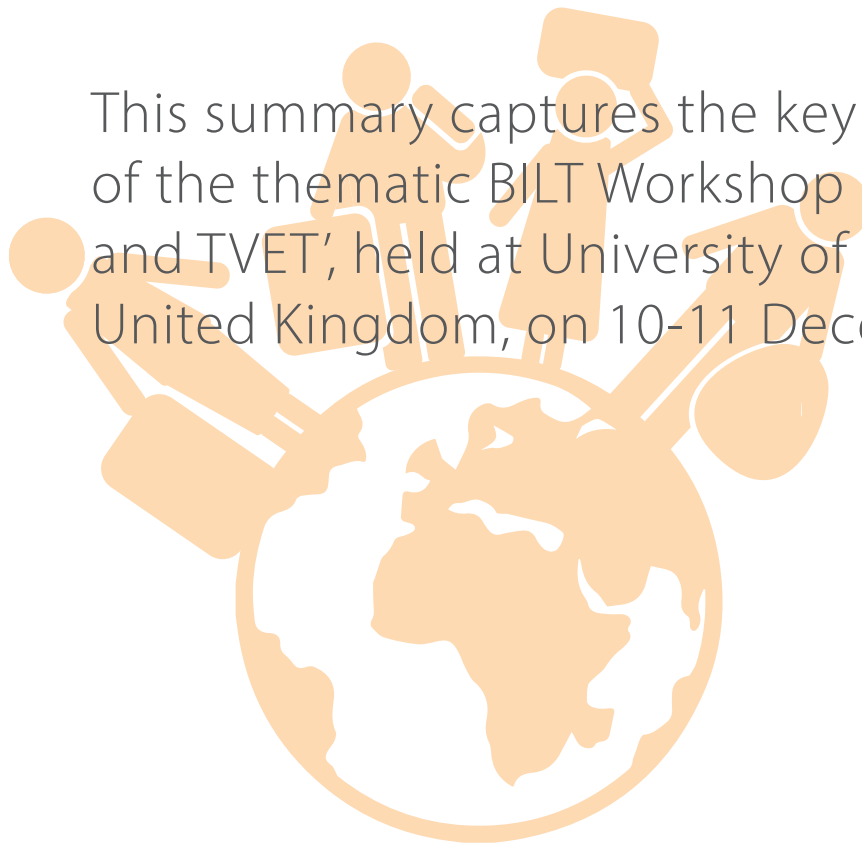 This summary captures the key
of the thematic BILT Workshop
and TVET’, held at University of
United Kingdom, on 10-11